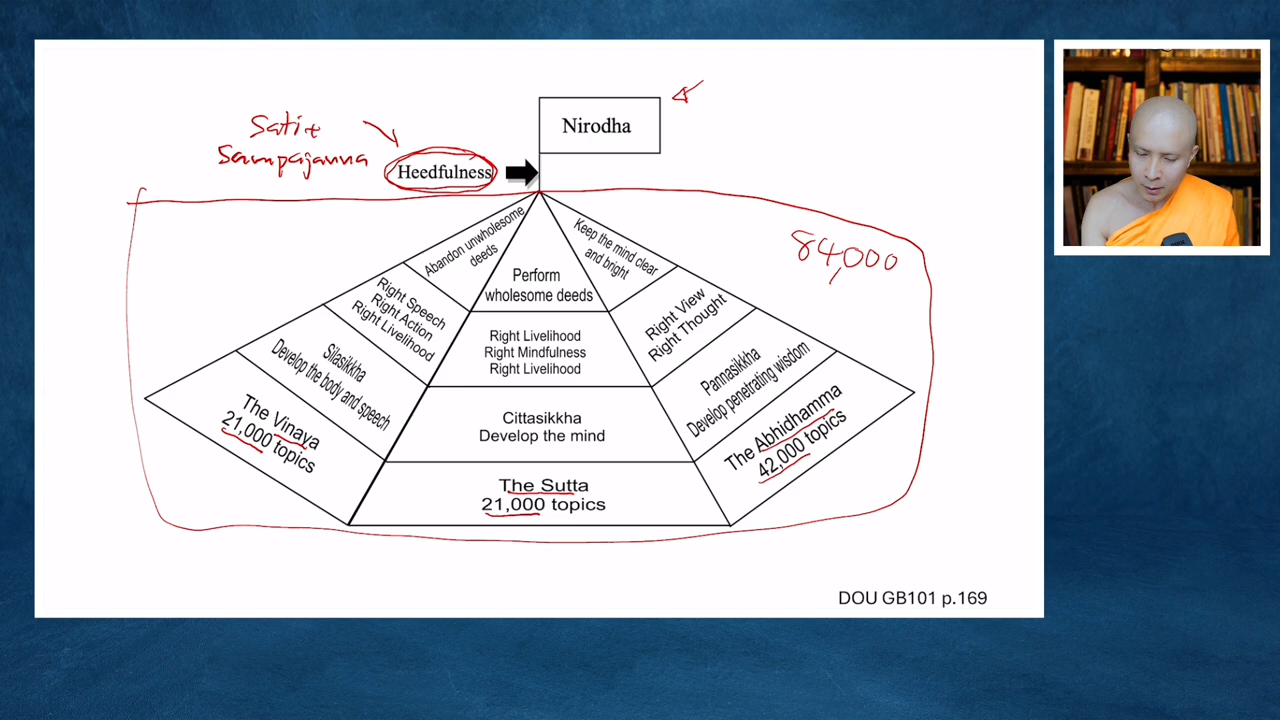 Nirodha
Sati +
Sampajanna
Heedfulness
84,000
Abandon unwholesome
deeds
Perform
wholesome deeds
Keep the mind clear
and bright
Right Speech
Right Action
Right Livelihood
Right Livelihood
Right Mindfulness
Right Livelihood
Right View
Right Thought
Silasikkha
Develop the body and speech
Cittasikkha
Develop the mind
Pannasikkha
Develop penetrating wisdom
The Vinaya
21,000 topics
The Sutta
21,000 topics
The Abhidhamma
42,000 topics
DOU GB101 p.169